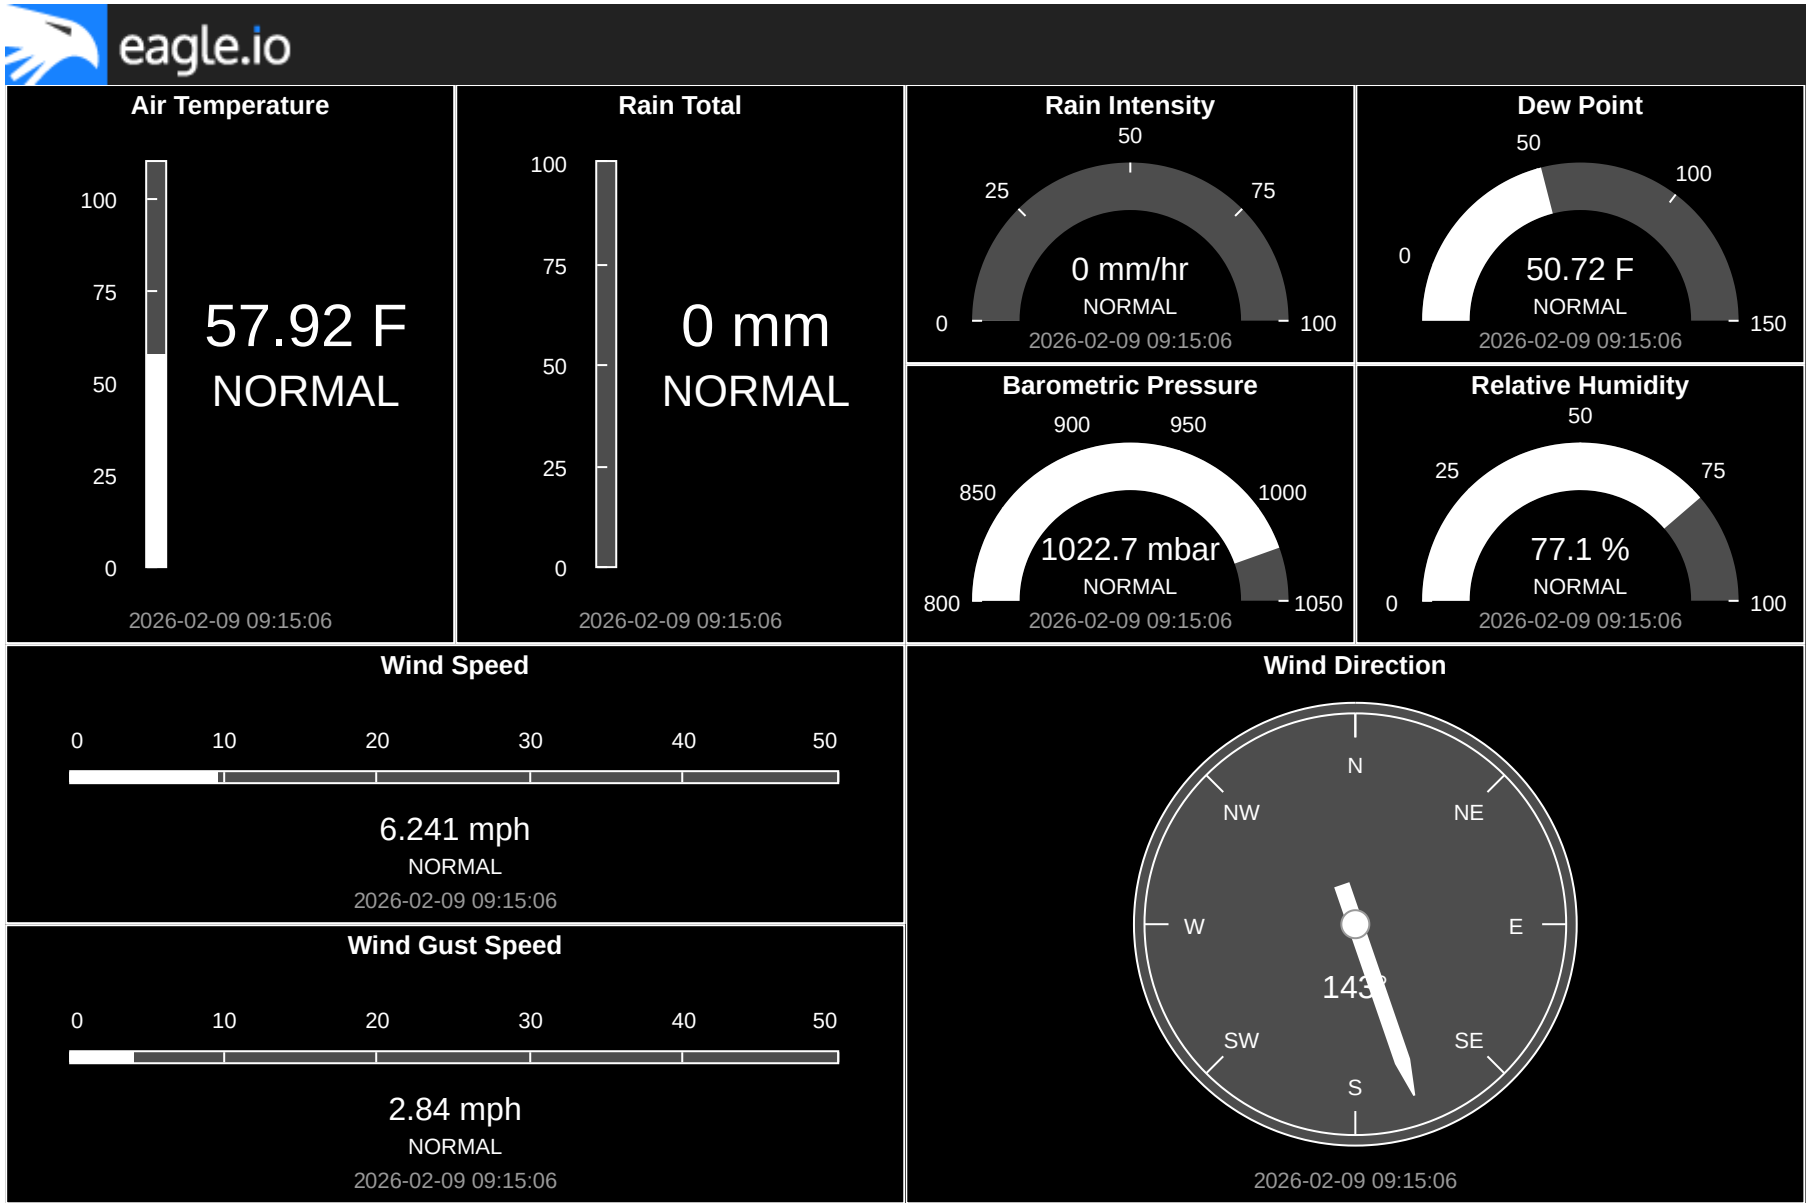 eagle.io
Air Temperature
100
75
50
25
0
57.92 F
NORMAL
2026-02-09 09:15:06
Rain Total
100
75
50
25
0
0 mm
NORMAL
2026-02-09 09:15:06
Rain Intensity
50
25
75
0
100
0 mm/hr
NORMAL
2026-02-09 09:15:06
Dew Point
50
100
0
150
50.72 F
NORMAL
2026-02-09 09:15:06
Barometric Pressure
900
950
850
1000
800
1050
1022.7 mbar
NORMAL
2026-02-09 09:15:06
Relative Humidity
50
25
75
0
100
77.1 %
NORMAL
2026-02-09 09:15:06
Wind Speed
0 10 20 30 40 50
6.241 mph
NORMAL
2026-02-09 09:15:06
Wind Gust Speed
0 10 20 30 40 50
2.84 mph
NORMAL
2026-02-09 09:15:06
Wind Direction
N
NW NE
W E
143°
SW SE
S
2026-02-09 09:15:06